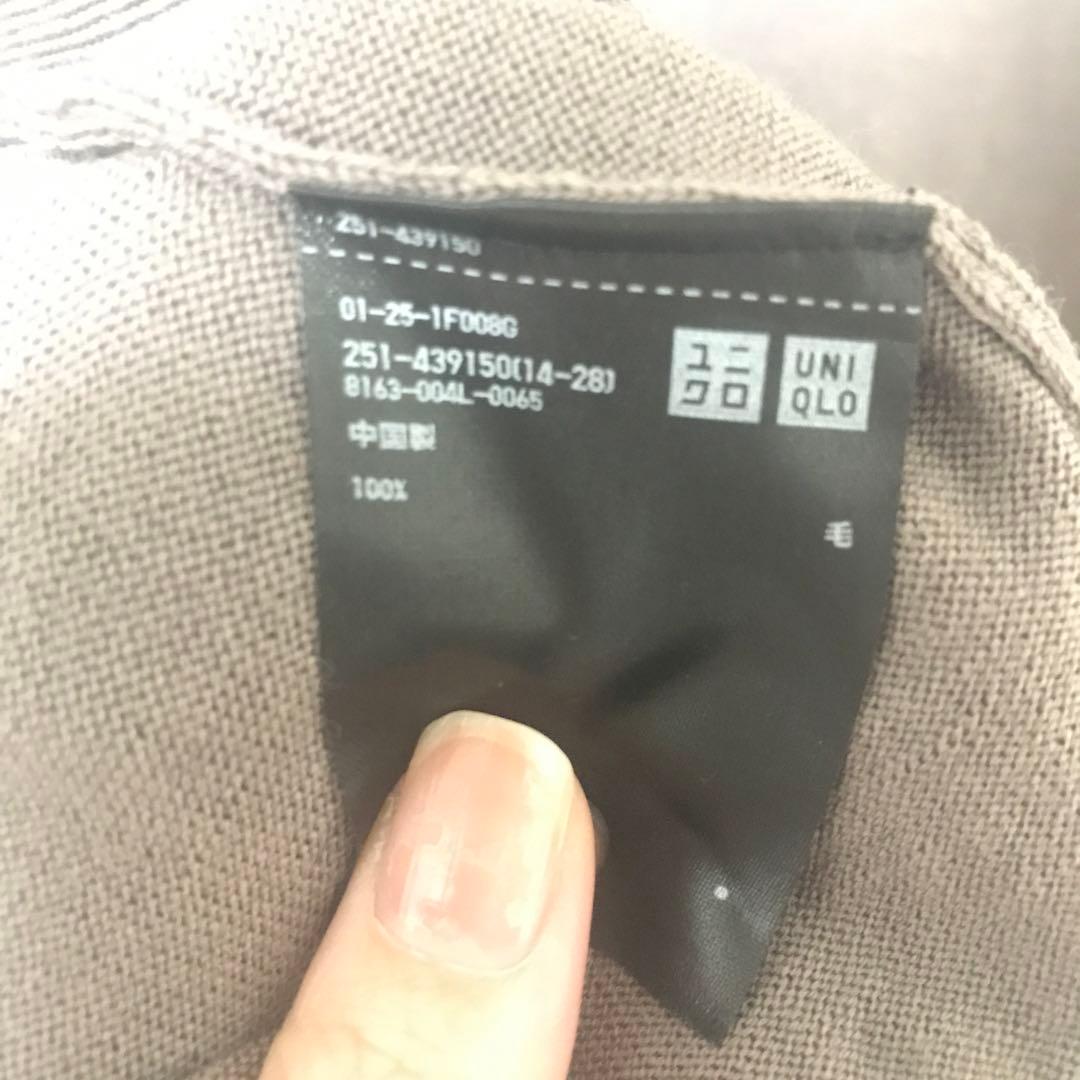 251-439150
01-25-1F008G
251-439150(14-28)
8163-004L-0065
中国製
100%
毛
ユニ
クロ
UNI
QLO